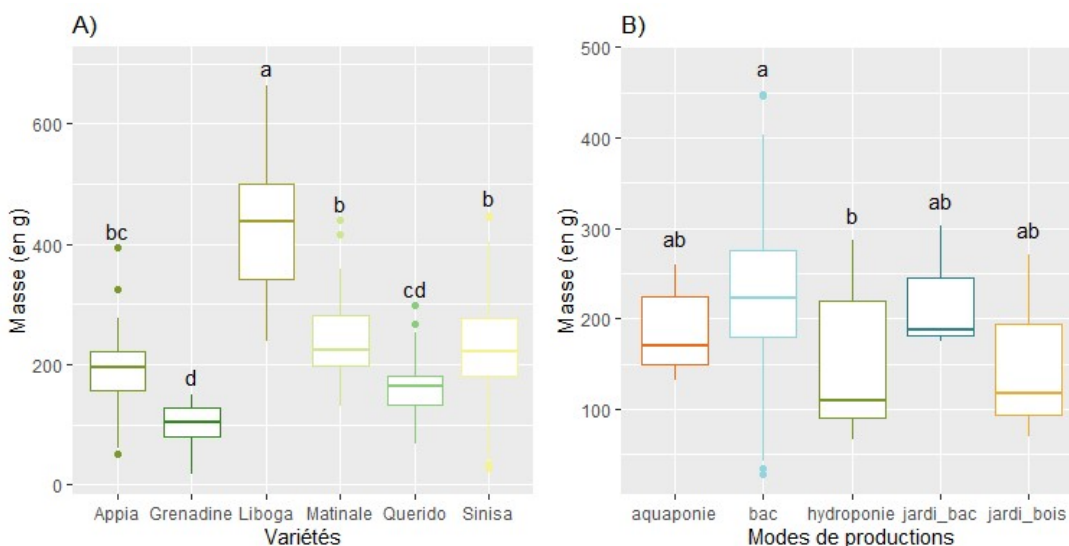 A)
Masse (en g)
600
400
200
0
bc
d
a
b
cd
b
Appia Grenadine Liboga Matinale Querido Sinisa
Variétés
B)
Masse (en g)
500
400
300
200
100
ab
a
b
ab
ab
aquaponie bac hydroponie jardi_bac jardi_bois
Modes de productions